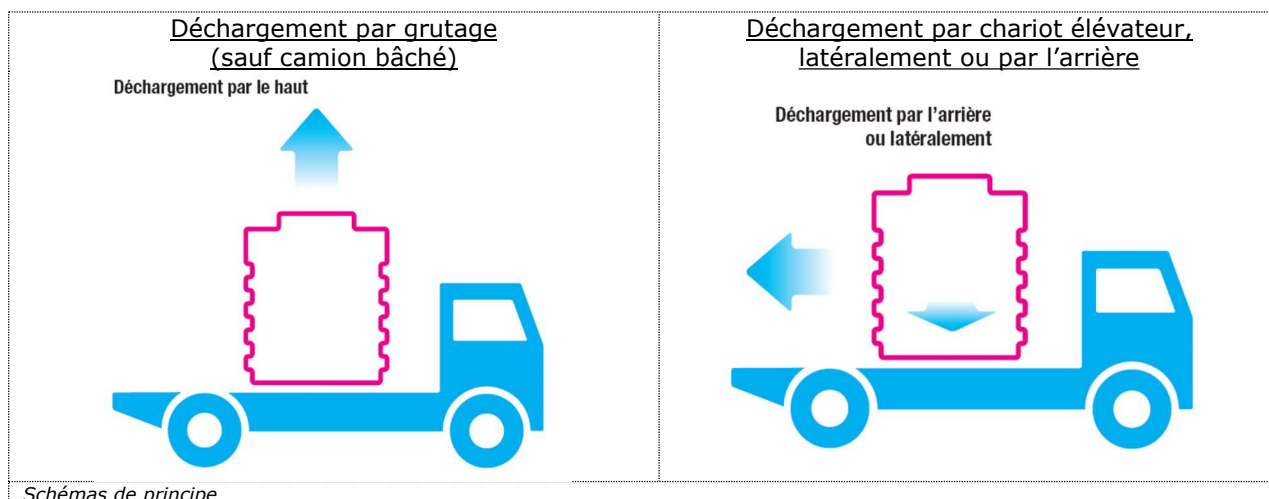 Déchargement par grutage
(sauf camion bâché)
Déchargement par le haut
Déchargement par chariot élévateur,
latéralement ou par l’arrière
Déchargement par l’arrière
ou latéralement
Schémas de principe